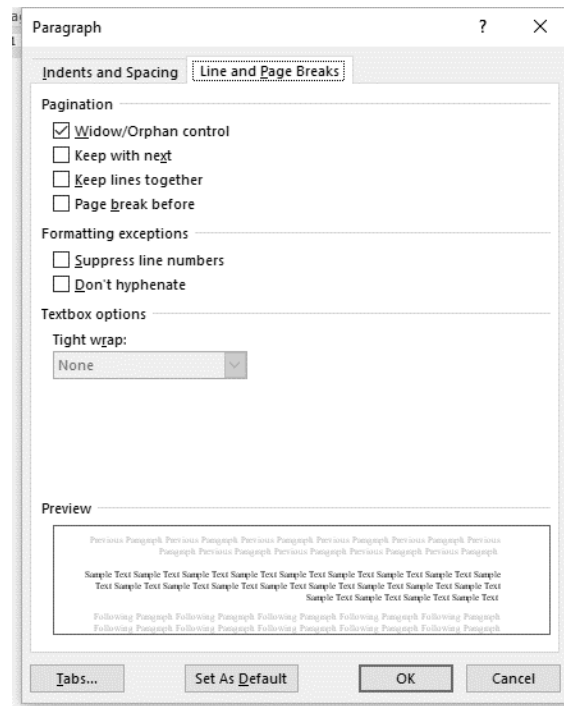 Paragraph ?
Indents and Spacing Line and Page Breaks
Pagination
Widow/Orphan control
Keep with next
Keep lines together
Page break before
Formatting exceptions
Suppress line numbers
Don't hyphenate
Textbox options
Tight wrap:
None
Preview
Previous Paragraph Previous Paragraph Previous Paragraph Previous Paragraph Previous Paragraph Previous
Paragraph Previous Paragraph Previous Paragraph Previous Paragraph Previous Paragraph
Sample Text Sample Text Sample Text Sample Text Sample Text Sample Text Sample Text Sample Text Sample
Text Sample Text Sample Text Sample Text Sample Text Sample Text Sample Text Sample Text Sample Text
Sample Text Sample Text Sample Text Sample Text
Following Paragraph Following Paragraph Following Paragraph Following Paragraph Following Paragraph
Following Paragraph Following Paragraph Following Paragraph Following Paragraph Following Paragraph
Tabs... Set As Default OK Cancel